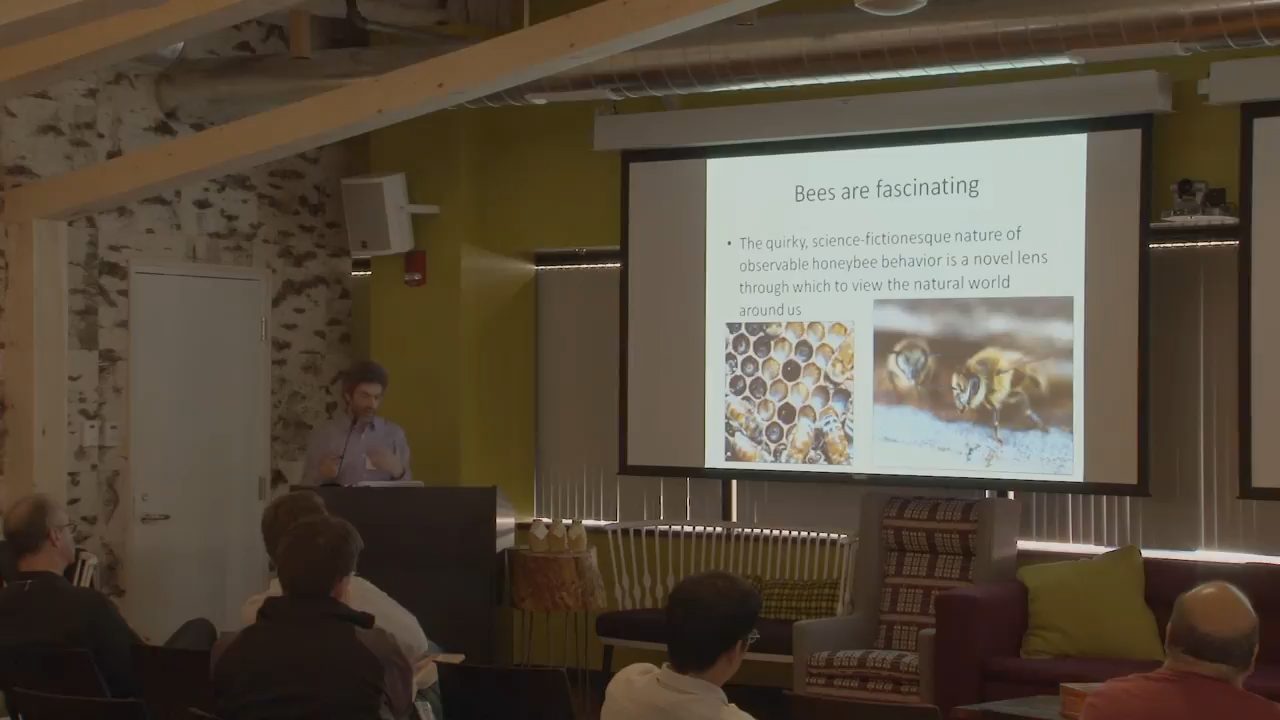 Bees are fascinating
• The quirky, science-fictionesque nature of
observable honeybee behavior is a novel lens
through which to view the natural world
around us